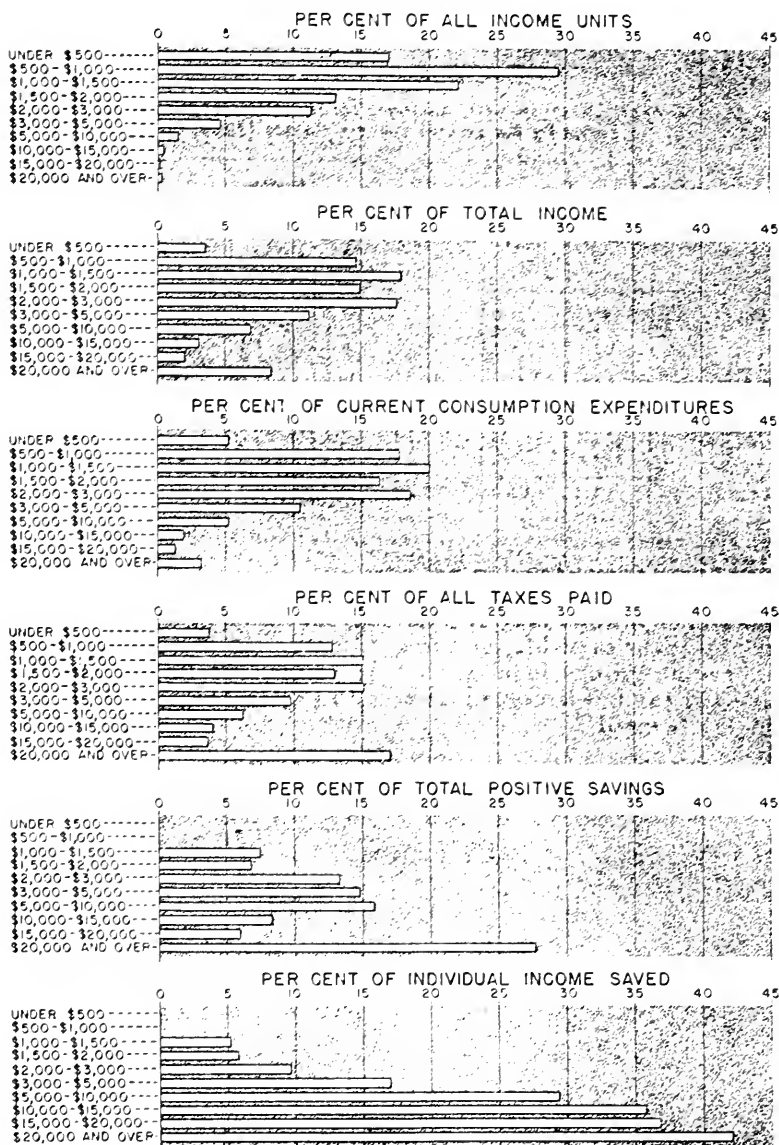 PER CENT OF ALL INCOME UNITS
0 5 10 15 20 25 30 35 40 45
UNDER $500
$500-$1,000
$1,000-$1,500
$1,500-$2,000
$2,000-$3,000
$3,000-$5,000
$5,000-$10,000
$10,000-$15,000
$15,000-$20,000
$20,000 AND OVER
PER CENT OF TOTAL INCOME
0 5 10 15 20 25 30 35 40 45
UNDER $500
$500-$1,000
$1,000-$1,500
$1,500-$2,000
$2,000-$3,000
$3,000-$5,000
$5,000-$10,000
$10,000-$15,000
$15,000-$20,000
$20,000 AND OVER
PER CENT OF CURRENT CONSUMPTION EXPENDITURES
0 5 10 15 20 25 30 35 40 45
UNDER $500
$500-$1,000
$1,000-$1,500
$1,500-$2,000
$2,000-$3,000
$3,000-$5,000
$5,000-$10,000
$10,000-$15,000
$15,000-$20,000
$20,000 AND OVER
PER CENT OF ALL TAXES PAID
0 5 10 15 20 25 30 35 40 45
UNDER $500
$500-$1,000
$1,000-$1,500
$1,500-$2,000
$2,000-$3,000
$3,000-$5,000
$5,000-$10,000
$10,000-$15,000
$15,000-$20,000
$20,000 AND OVER
PER CENT OF TOTAL POSITIVE SAVINGS
0 5 10 15 20 25 30 35 40 45
UNDER $500
$500-$1,000
$1,000-$1,500
$1,500-$2,000
$2,000-$3,000
$3,000-$5,000
$5,000-$10,000
$10,000-$15,000
$15,000-$20,000
$20,000 AND OVER
PER CENT OF INDIVIDUAL INCOME SAVED
0 5 10 15 20 25 30 35 40 45
UNDER $500
$500-$1,000
$1,000-$1,500
$1,500-$2,000
$2,000-$3,000
$3,000-$5,000
$5,000-$10,000
$10,000-$15,000
$15,000-$20,000
$20,000 AND OVER